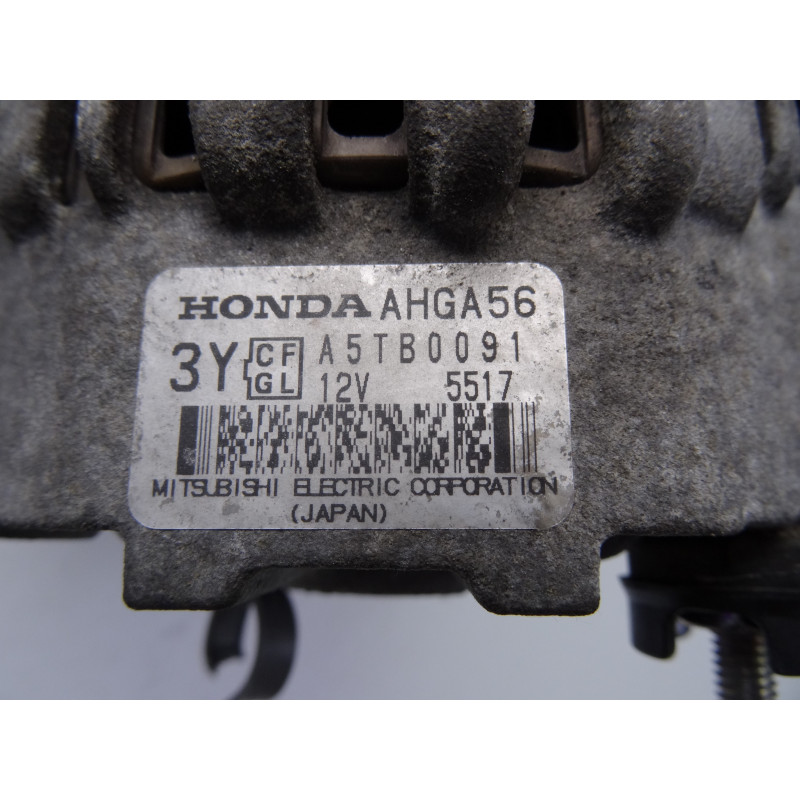 HONDA AHGA56
3Y CF GL A5TB0091
12V 5517
MITSUBISHI ELECTRIC CORPORATION
(JAPAN)